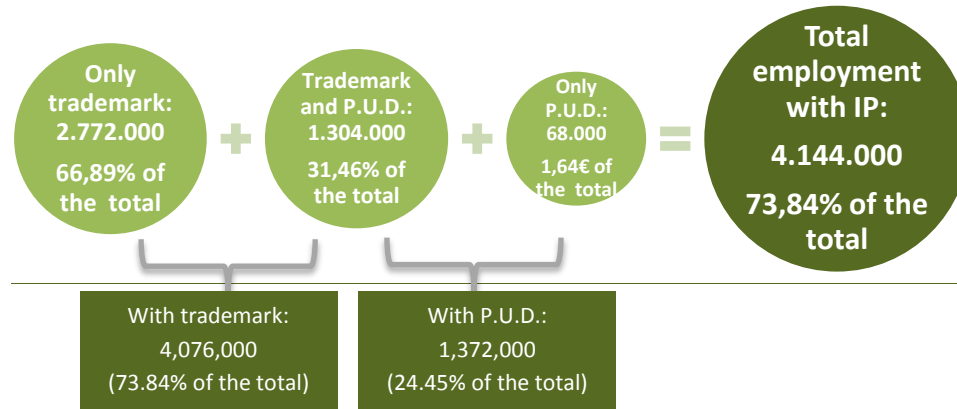 Only
trademark:
2.772.000
66,89% of
the total
Trademark
and P.U.D.:
1.304.000
31,46% of
the total
Only
P.U.D.:
68.000
1,64€ of
the total
Total
employment
with IP:
4.144.000
73,84% of the
total
With trademark:
4,076,000
(73.84% of the total)
With P.U.D.:
1,372,000
(24.45% of the total)